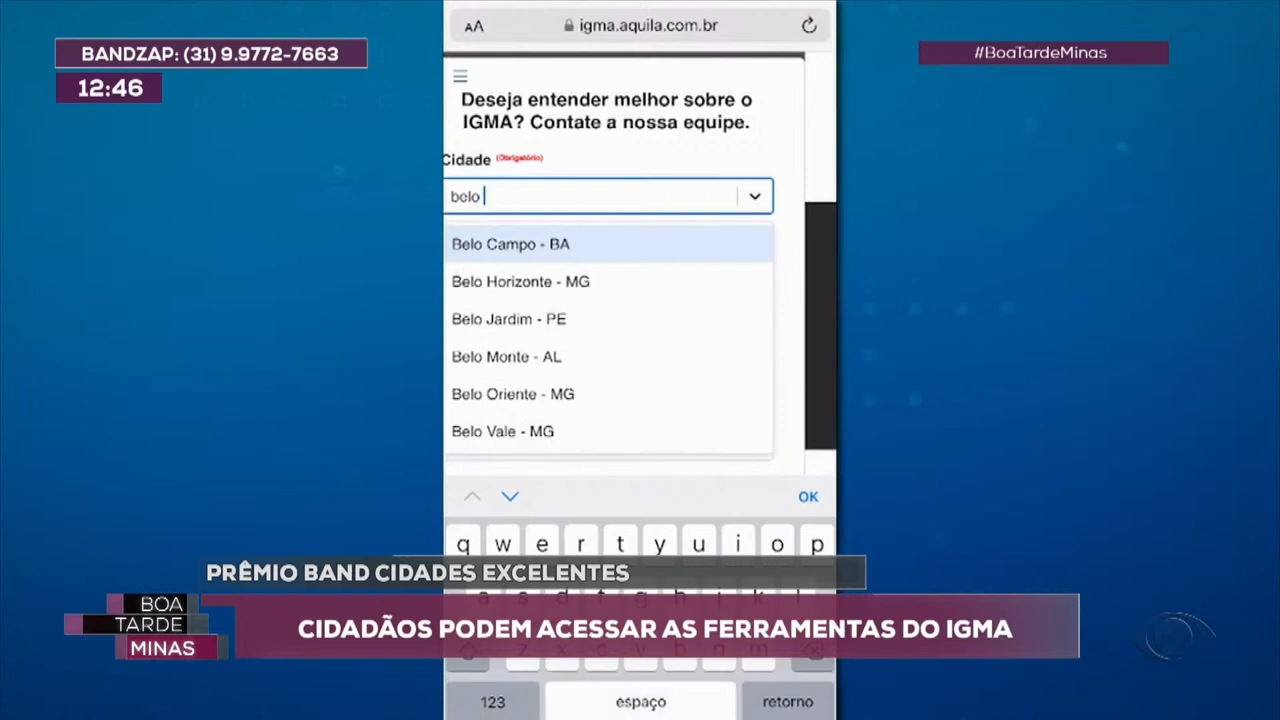 BANDZAP: (31) 9.9772-7663
12:46
#BoaTardeMinas
AA
igma.aquila.com.br
Deseja entender melhor sobre o
IGMA? Contate a nossa equipe.
Cidade (Obrigatório)
belo
Belo Campo - BA
Belo Horizonte - MG
Belo Jardim - PE
Belo Monte - AL
Belo Oriente - MG
Belo Vale - MG
OK
q w e r t y u i o p
a s d f g h j k l
z x c v b n m
123 espaço retorno
PRÊMIO BAND CIDADES EXCELENTES
BOA
TARDE
MINAS
CIDADÃOS PODEM ACESSAR AS FERRAMENTAS DO IGMA